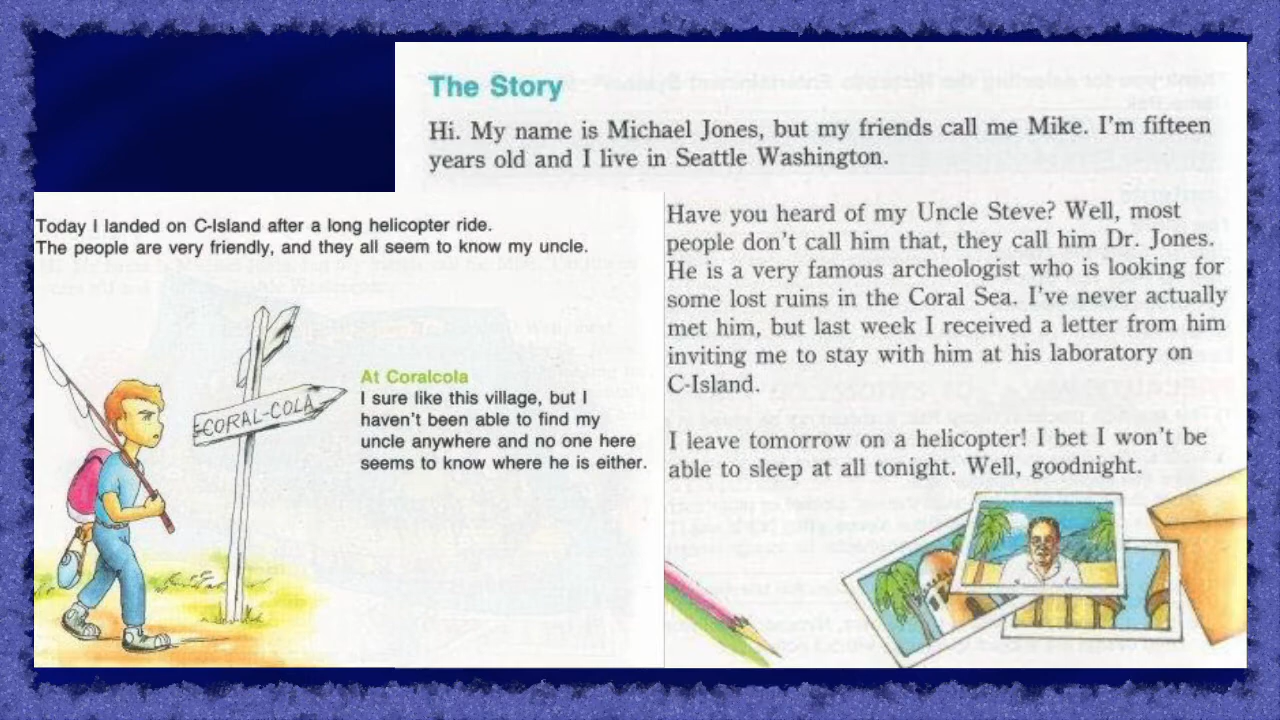 The Story
Hi. My name is Michael Jones, but my friends call me Mike. I'm fifteen
years old and I live in Seattle Washington.
Have you heard of my Uncle Steve? Well, most
people don't call him that, they call him Dr. Jones.
He is a very famous archeologist who is looking for
some lost ruins in the Coral Sea. I've never actually
met him, but last week I received a letter from him
inviting me to stay with him at his laboratory on
C-Island.
I leave tomorrow on a helicopter! I bet I won't be
able to sleep at all tonight. Well, goodnight.
Today I landed on C-Island after a long helicopter ride.
The people are very friendly, and they all seem to know my uncle.
CORAL-COLA
At Coralcola
I sure like this village, but I
haven't been able to find my
uncle anywhere and no one here
seems to know where he is either.